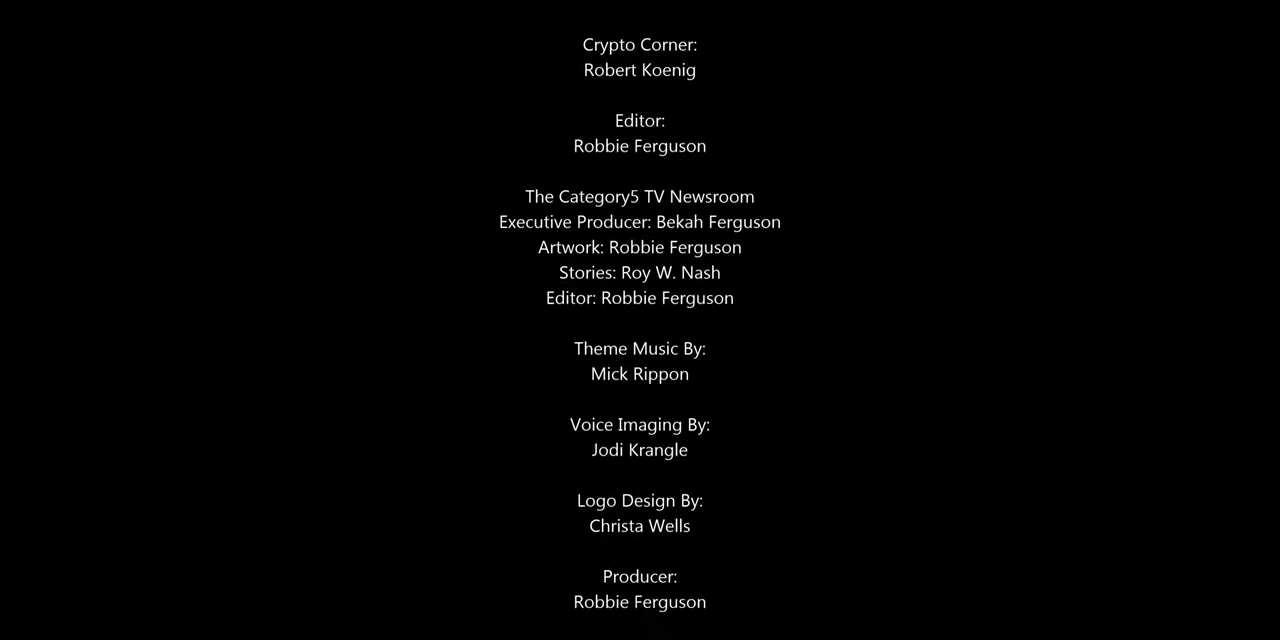 Crypto Corner:
Robert Koenig
Editor:
Robbie Ferguson
The Category5 TV Newsroom
Executive Producer: Bekah Ferguson
Artwork: Robbie Ferguson
Stories: Roy W. Nash
Editor: Robbie Ferguson
Theme Music By:
Mick Rippon
Voice Imaging By:
Jodi Krangle
Logo Design By:
Christa Wells
Producer:
Robbie Ferguson